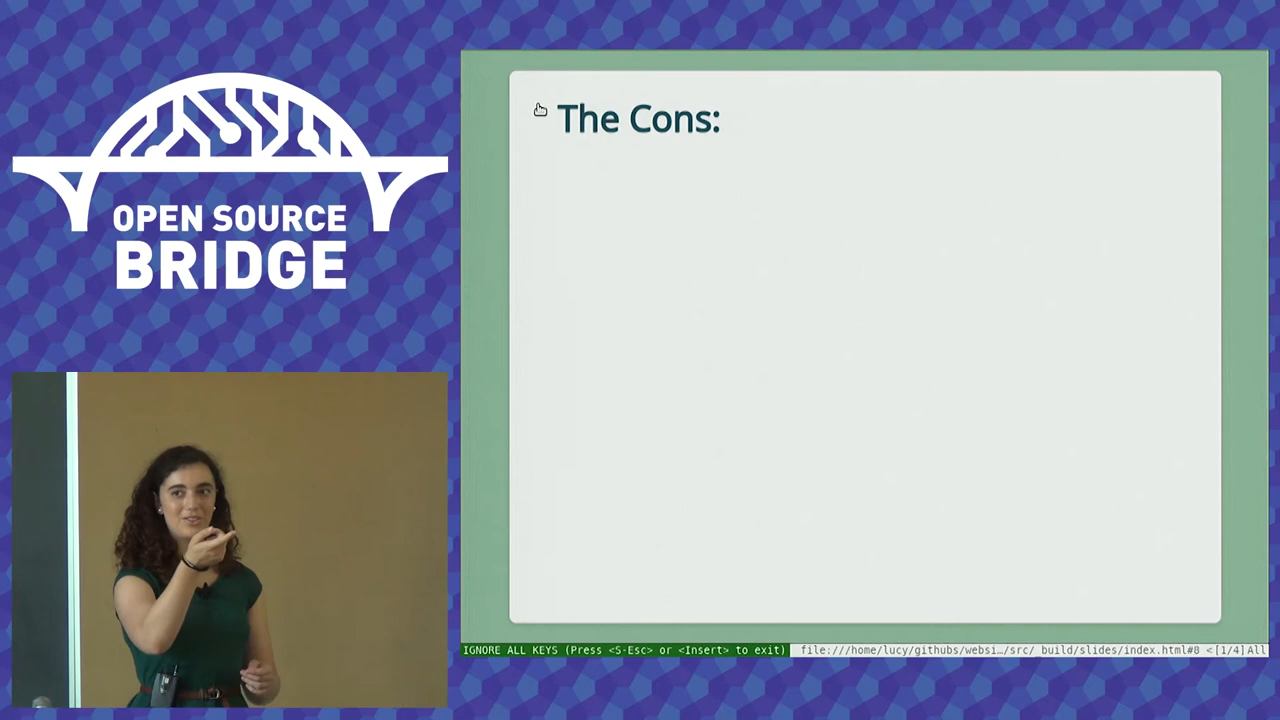 OPEN SOURCE
BRIDGE
The Cons:
IGNORE ALL KEYS (Press <S-Esc> or <Insert> to exit)
file:///home/lucy/githubs/websi…/src/_build/slides/index.html#8 <[1/4]All